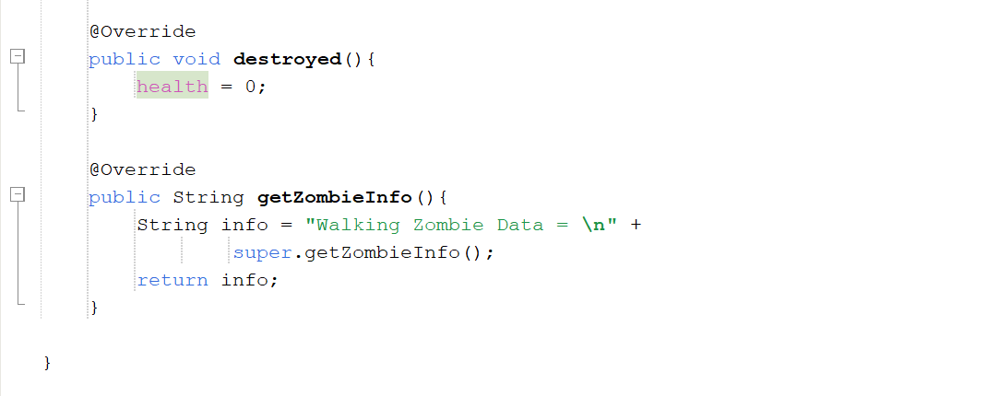 @Override
public void destroyed(){
health = 0;
}
@Override
public String getZombieInfo(){
String info = "Walking Zombie Data = \n" +
super.getZombieInfo();
return info;
}
}